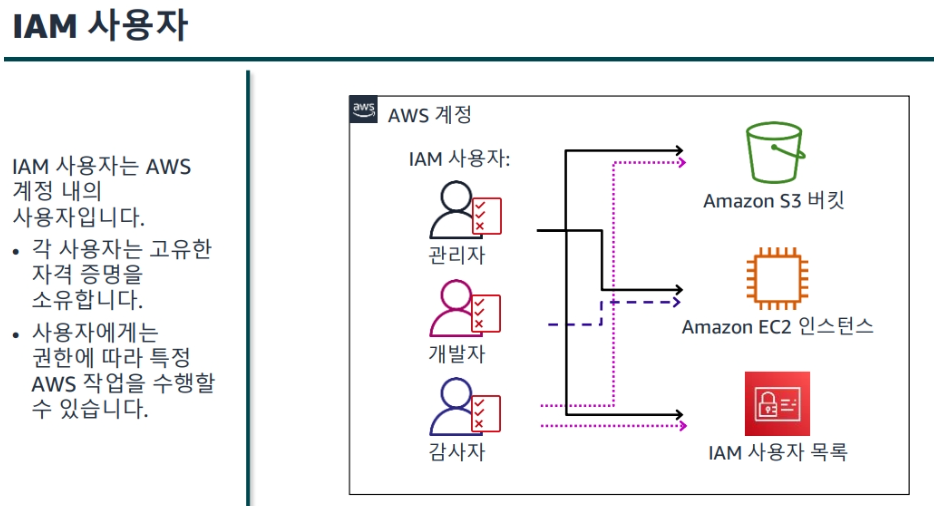 IAM 사용자
IAM 사용자는 AWS
계정 내의
사용자입니다.
• 각 사용자는 고유한
자격 증명을
소유합니다.
• 사용자에게는
권한에 따라 특정
AWS 작업을 수행할
수 있습니다.
aws
AWS 계정
IAM 사용자:
관리자
개발자
감사자
Amazon S3 버킷
Amazon EC2 인스턴스
IAM 사용자 목록